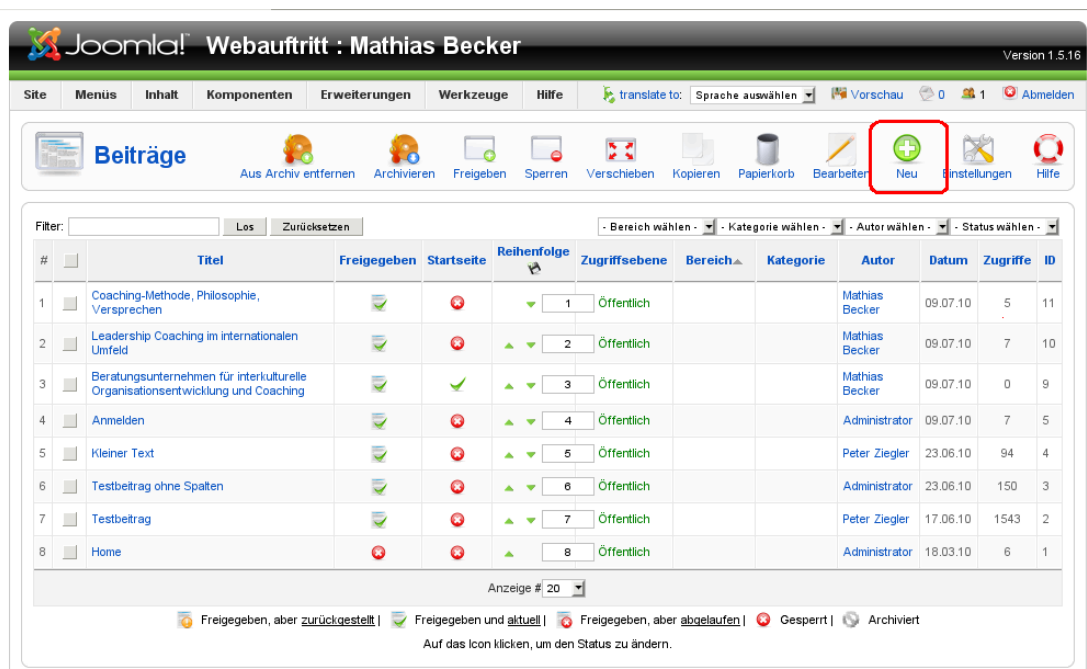 Joomla! Webauftritt : Mathias Becker
Version 1.5.16
Site Menüs Inhalt Komponenten Erweiterungen Werkzeuge Hilfe translate to: Sprache auswählen Vorschau 0 1 Abmelden
Beiträge
Aus Archiv entfernen Archivieren Freigeben Sperren Verschieben Kopieren Papierkorb Bearbeiten Neu Einstellungen Hilfe
Filter: Los Zurücksetzen - Bereich wählen - - Kategorie wählen - - Autor wählen - - Status wählen -
# Titel Freigegeben Startseite Reihenfolge Zugriffsebene Bereich Kategorie Autor Datum Zugriffe ID
1 Coaching-Methode, Philosophie,
Versprechen 1 Öffentlich Mathias
Becker 09.07.10 5 11
2 Leadership Coaching im internationalen
Umfeld 2 Öffentlich Mathias
Becker 09.07.10 7 10
3 Beratungsunternehmen für interkulturelle
Organisationsentwicklung und Coaching 3 Öffentlich Mathias
Becker 09.07.10 0 9
4 Anmelden 4 Öffentlich Administrator 09.07.10 7 5
5 Kleiner Text 5 Öffentlich Peter Ziegler 23.06.10 94 4
6 Testbeitrag ohne Spalten 6 Öffentlich Administrator 23.06.10 150 3
7 Testbeitrag 7 Öffentlich Peter Ziegler 17.06.10 1543 2
8 Home 8 Öffentlich Administrator 18.03.10 6 1
Anzeige # 20
Freigegeben, aber zurückgestellt | Freigegeben und aktuell | Freigegeben, aber abgelaufen | Gesperrt | Archiviert
Auf das Icon klicken, um den Status zu ändern.